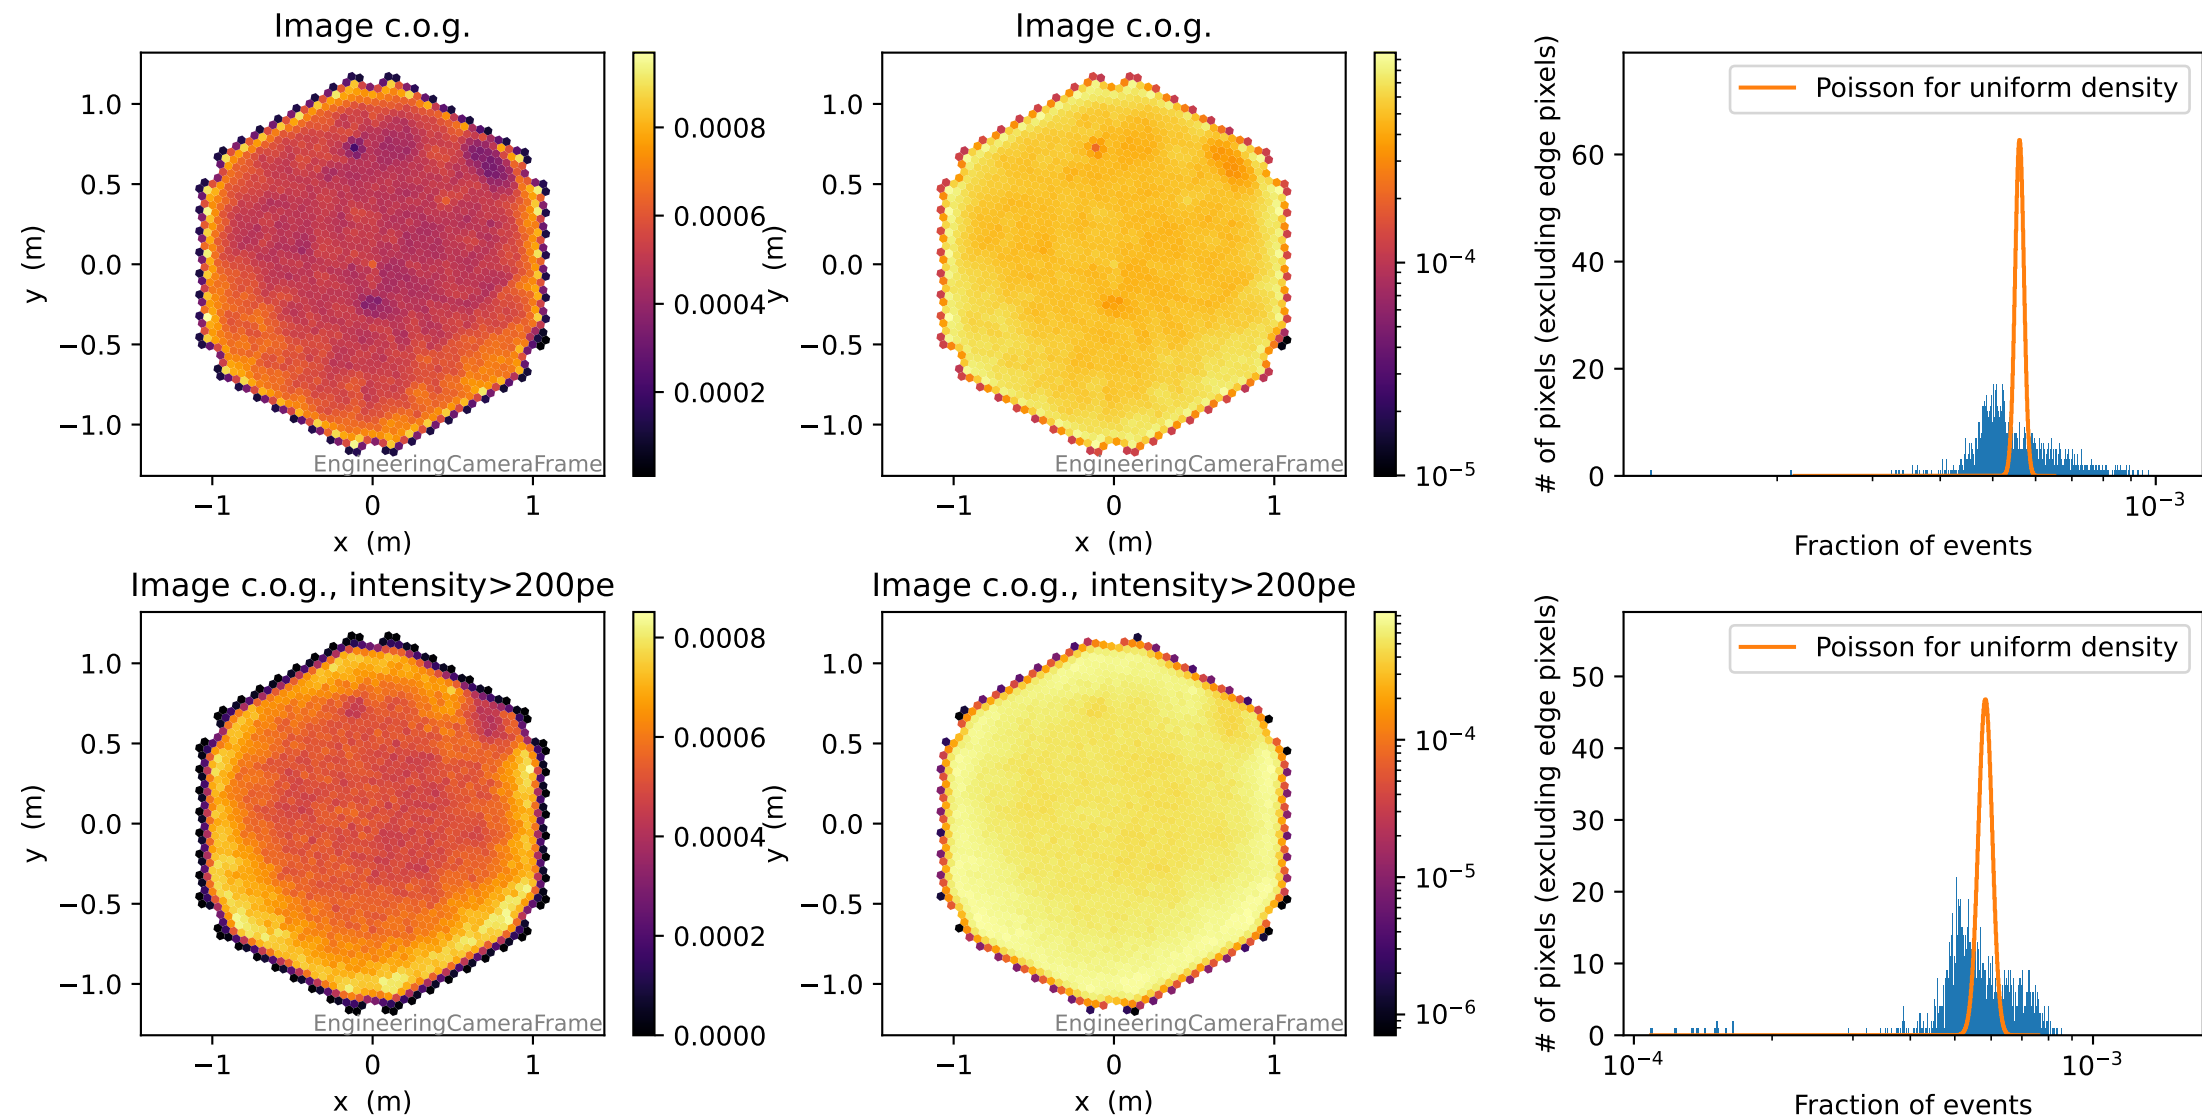 Image c.o.g.
1.0
0.5
0.0
−0.5
−1.0
y (m)
−1
0
1
x (m)
EngineeringCameraFrame
0.0008
0.0006
0.0004
0.0002
Image c.o.g.
1.0
0.5
0.0
−0.5
−1.0
y (m)
−1
0
1
x (m)
EngineeringCameraFrame
10⁻⁴
10⁻⁵
# of pixels (excluding edge pixels)
60
40
20
0
Poisson for uniform density
10⁻³
Fraction of events
Image c.o.g., intensity>200pe
1.0
0.5
0.0
−0.5
−1.0
y (m)
−1
0
1
x (m)
EngineeringCameraFrame
0.0008
0.0006
0.0004
0.0002
0.0000
Image c.o.g., intensity>200pe
1.0
0.5
0.0
−0.5
−1.0
y (m)
−1
0
1
x (m)
EngineeringCameraFrame
10⁻⁴
10⁻⁵
10⁻⁶
# of pixels (excluding edge pixels)
50
40
30
20
10
0
Poisson for uniform density
10⁻⁴
10⁻³
Fraction of events